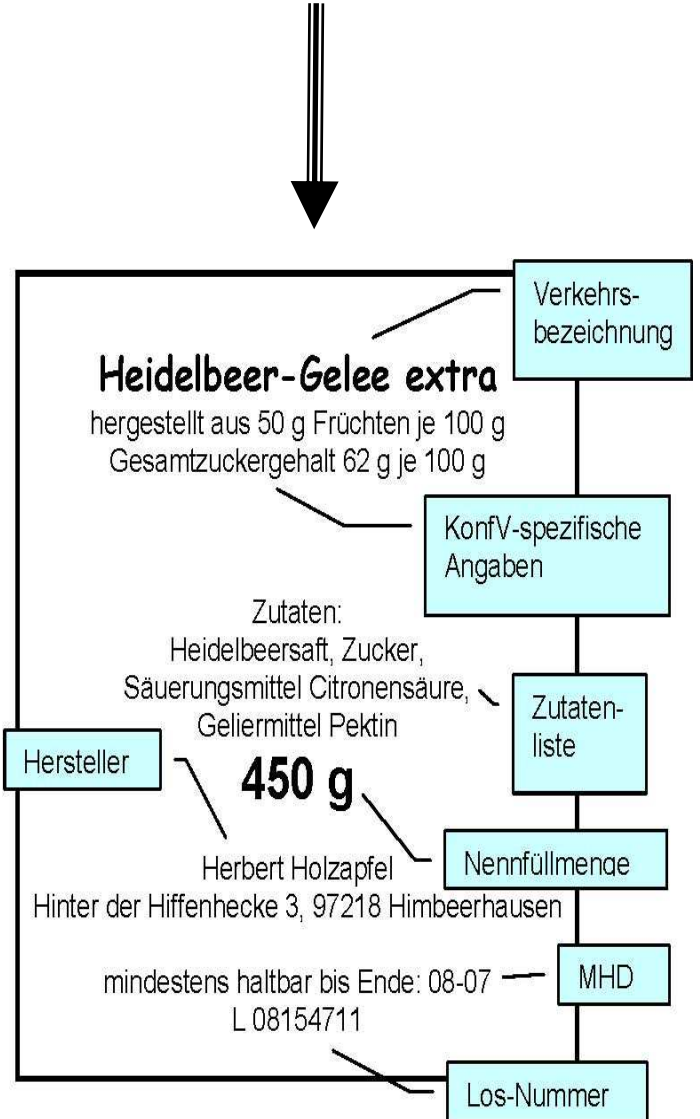 Verkehrs-
bezeichnung
Heidelbeer-Gelee extra
hergestellt aus 50 g Früchten je 100 g
Gesamtzuckergehalt 62 g je 100 g
KonfV-spezifische
Angaben
Zutaten:
Heidelbeersaft, Zucker,
Säuerungsmittel Citronensäure,
Geliermittel Pektin
Zutaten-
liste
Hersteller
450 g
Nennfüllmenge
Herbert Holzapfel
Hinter der Hiffenhecke 3, 97218 Himbeerhausen
mindestens haltbar bis Ende: 08-07
MHD
L 08154711
Los-Nummer